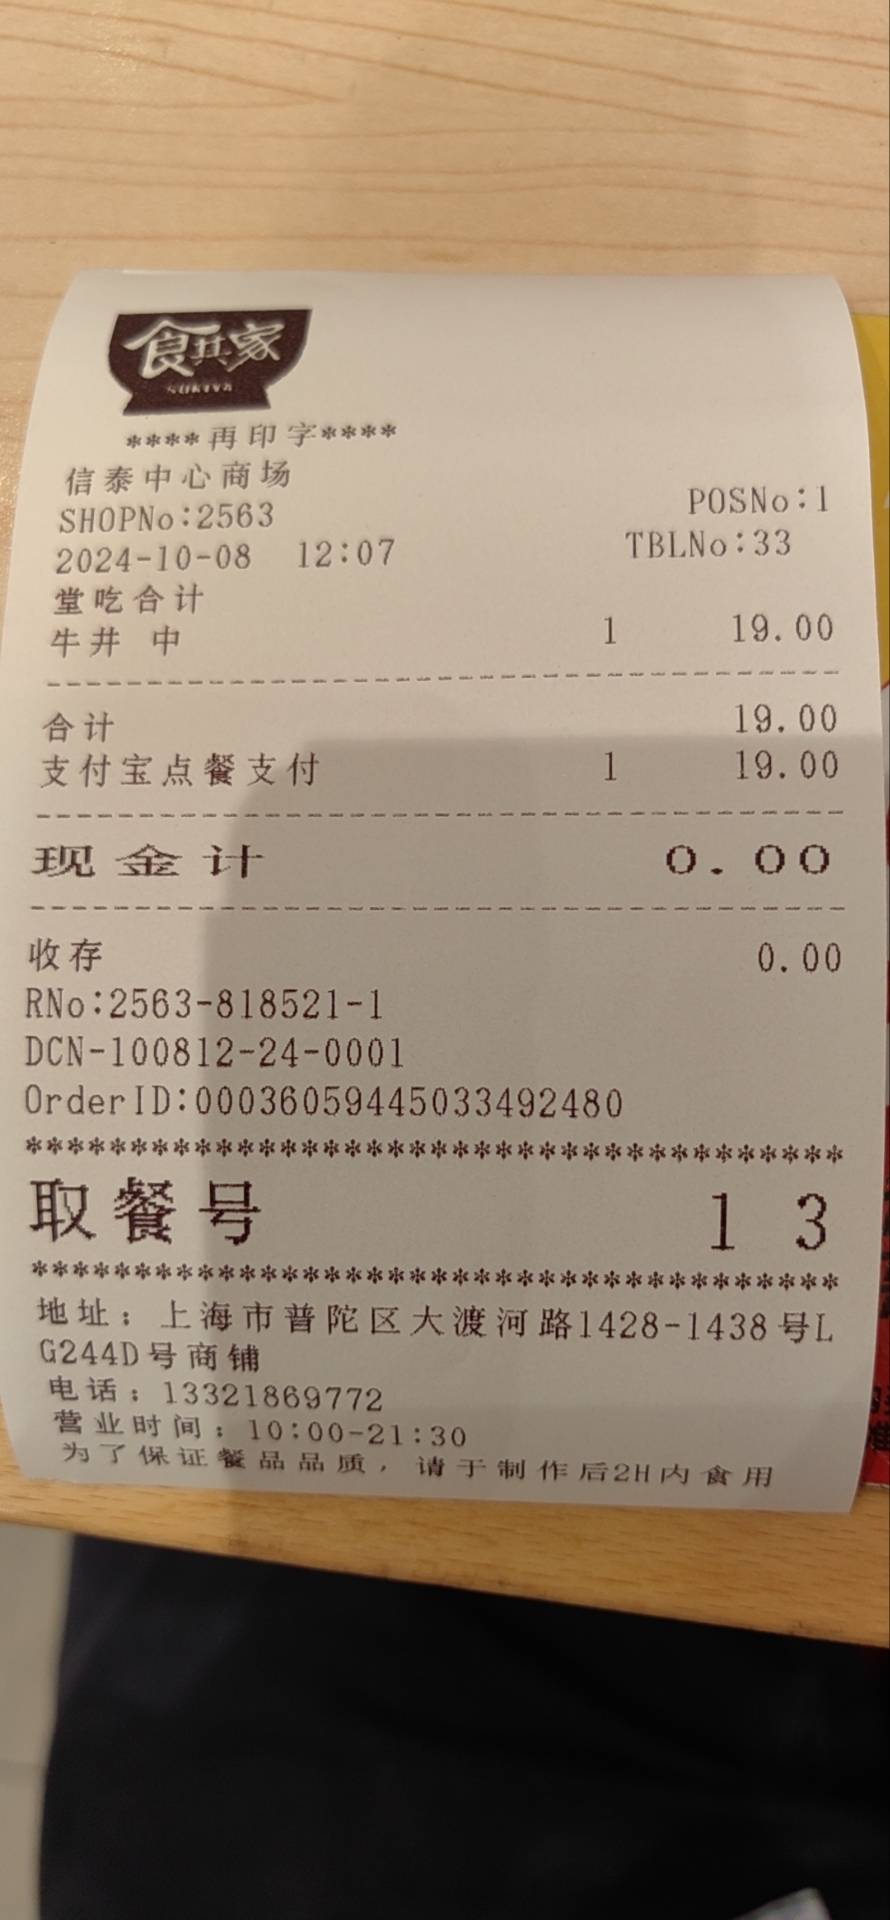 食其家
SUKIYA
****再印字****
信泰中心商场
SHOPNo:2563 POSNo:1
2024-10-08 12:07 TBLNo:33
堂吃合计
牛井 中 1 19.00
合计 19.00
支付宝点餐支付 1 19.00
现金计 0.00
收存 0.00
RNo:2563-818521-1
DCN-100812-24-0001
OrderID:00036059445033492480
取餐号 13
地址：上海市普陀区大渡河路1428-1438号L
G244D号商铺
电话：13321869772
营业时间：10:00-21:30
为了保证餐品品质，请于制作后2H内食用